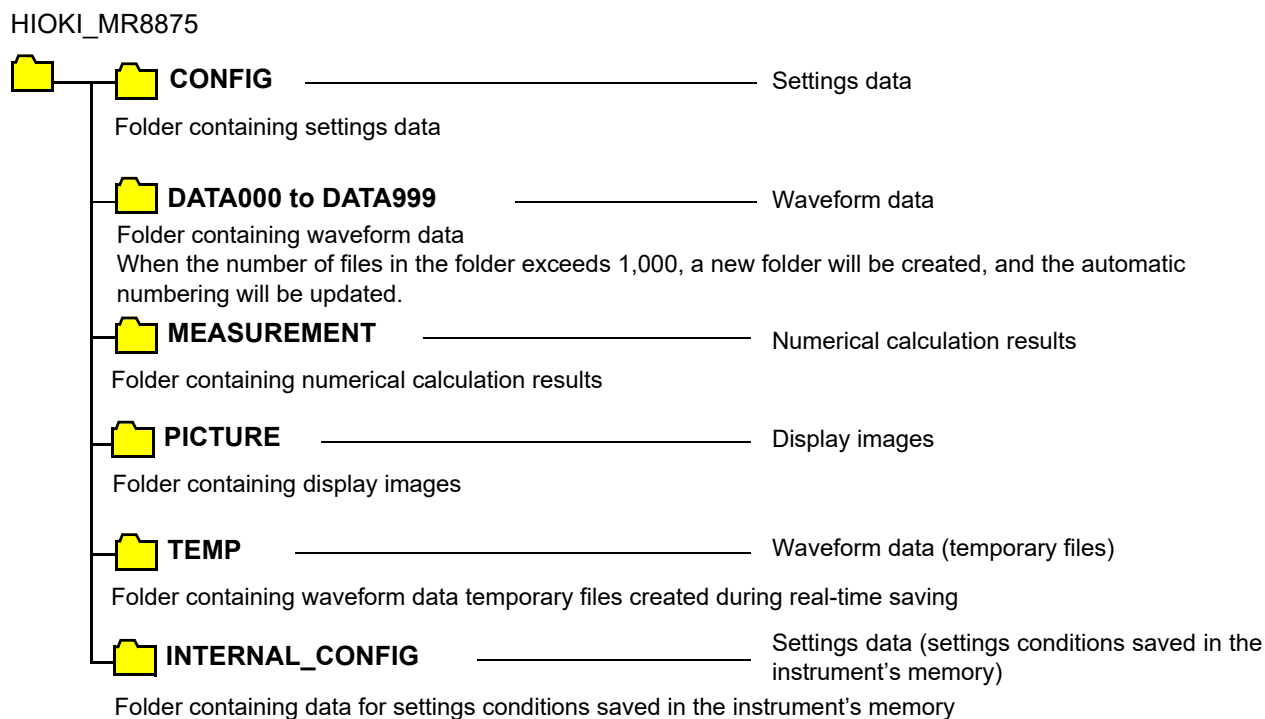 HIOKI_MR8875
CONFIG Settings data
Folder containing settings data
DATA000 to DATA999 Waveform data
Folder containing waveform data
When the number of files in the folder exceeds 1,000, a new folder will be created, and the automatic
numbering will be updated.
MEASUREMENT Numerical calculation results
Folder containing numerical calculation results
PICTURE Display images
Folder containing display images
TEMP Waveform data (temporary files)
Folder containing waveform data temporary files created during real-time saving
INTERNAL_CONFIG Settings data (settings conditions saved in the
instrument's memory)
Folder containing data for settings conditions saved in the instrument's memory